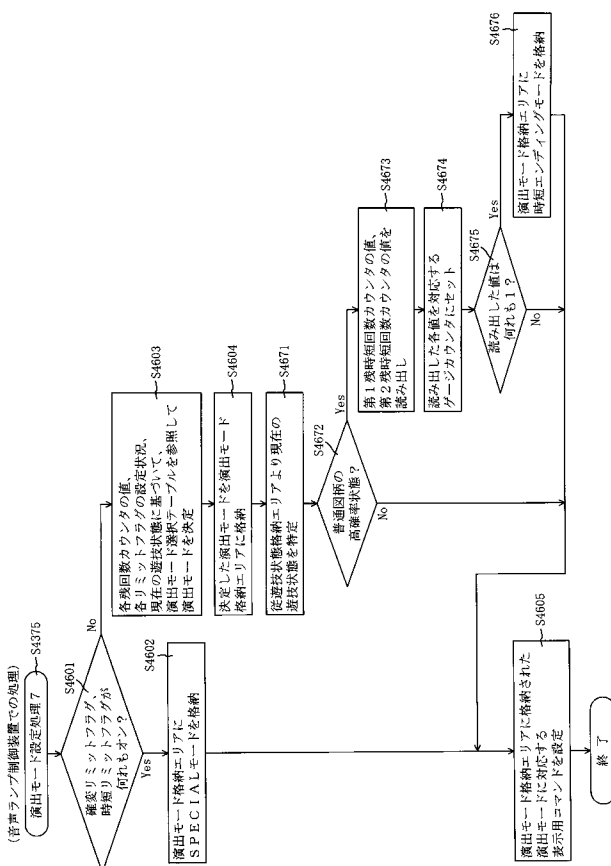 (音声ランプ制御装置での処理)
演出モード設定処理7
S4375
S4601
確変リミットフラグ、
時短リミットフラグが
何れもオン?
No
Yes
S4602
演出モード格納エリアに
SPECIALモードを格納
S4603
各残回数カウンタの値、
各リミットフラグの設定状況、
現在の遊技状態に基づいて、
演出モード選択テーブルを参照して
演出モードを決定
S4604
決定した演出モードを演出モード
格納エリアに格納
S4671
従遊技状態格納エリアより現在の
遊技状態を特定
S4672
普通図柄の
高確率状態?
Yes
No
S4673
第1残時短回数カウンタの値、
第2残時短回数カウンタの値を
読み出し
S4674
読み出した各値を対応する
ゲージカウンタにセット
S4675
読み出した値は
何れも1?
Yes
No
S4676
演出モード格納エリアに
時短エンディングモードを格納
S4605
演出モード格納エリアに格納された
演出モードに対応する
表示用コマンドを設定
終了